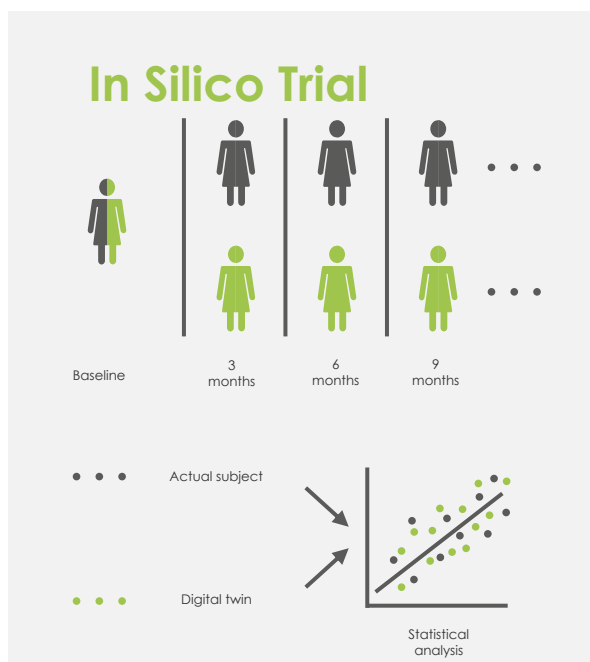 In Silico Trial
Baseline
3
months
6
months
9
months
Actual subject
Digital twin
Statistical
analysis